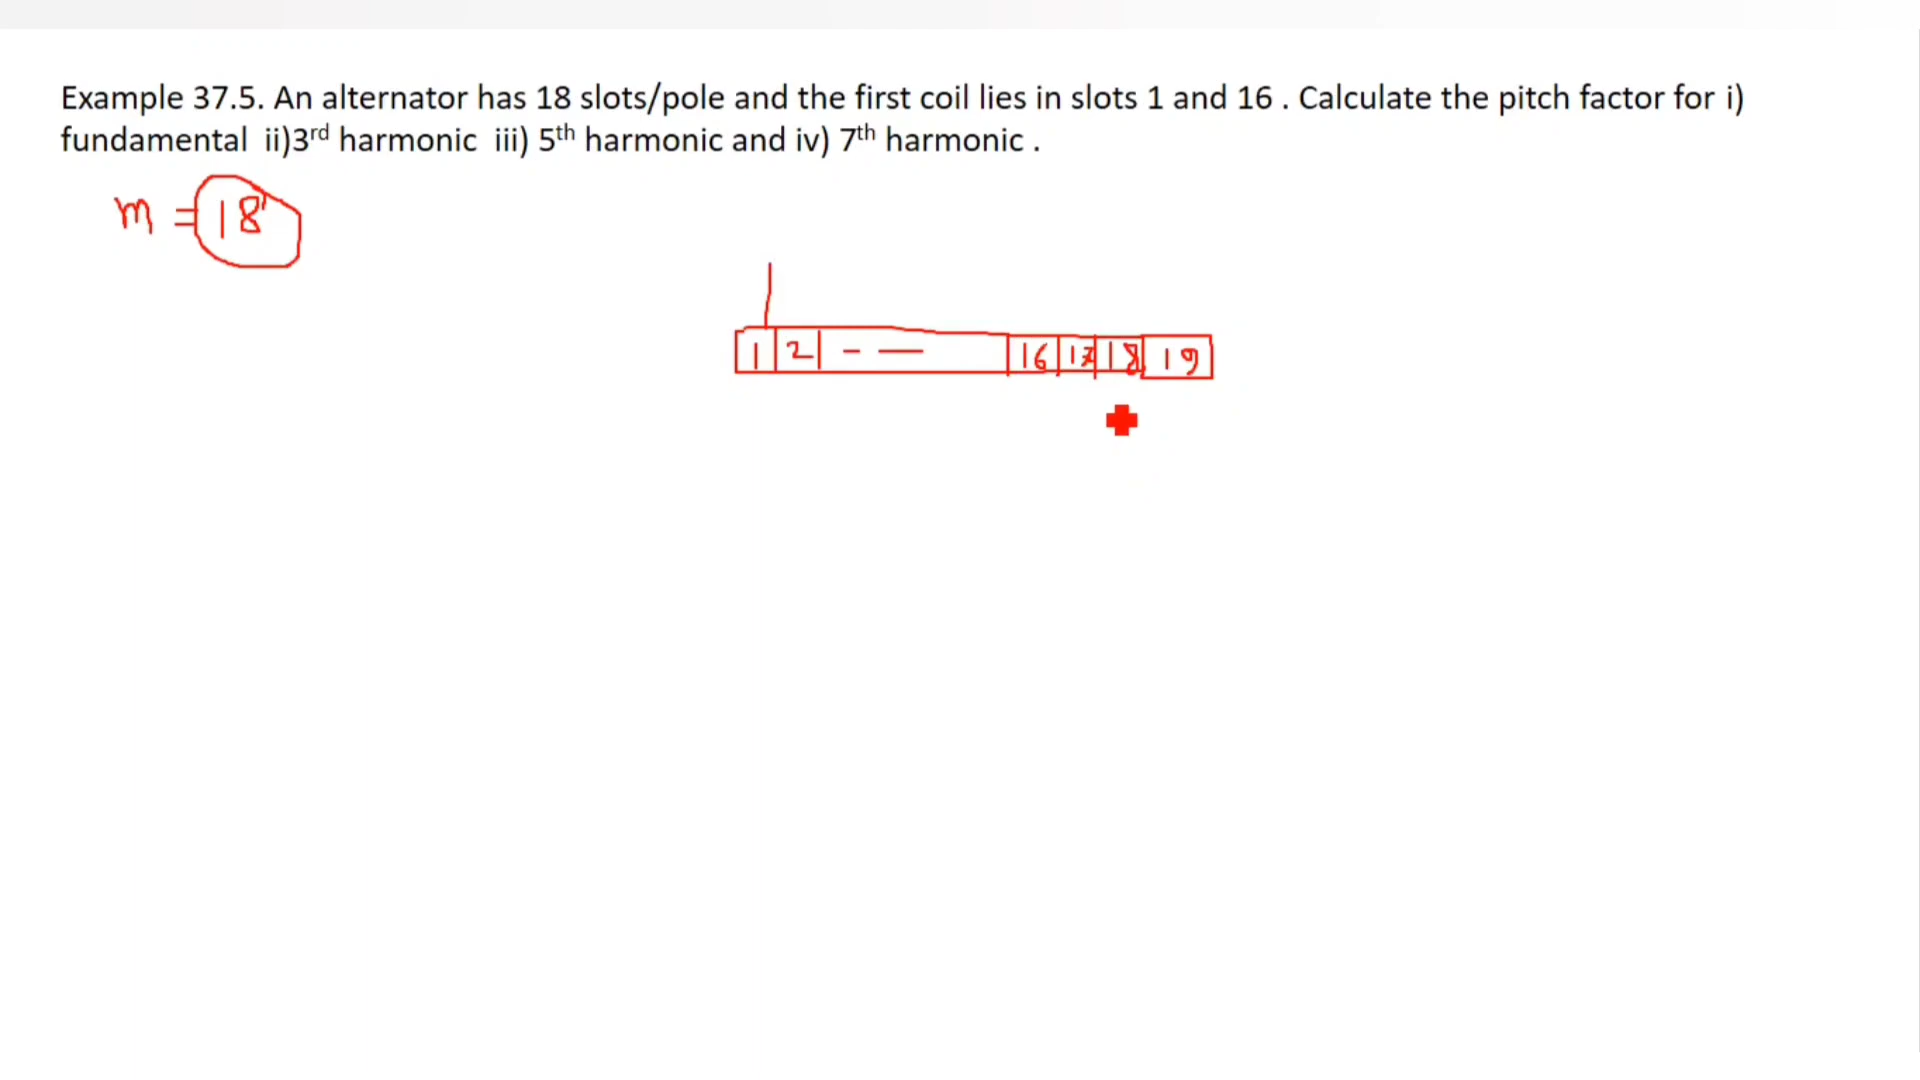 Example 37.5. An alternator has 18 slots/pole and the first coil lies in slots 1 and 16 . Calculate the pitch factor for i)
fundamental ii)3rd harmonic iii) 5th harmonic and iv) 7th harmonic .
m = 18
1 2 - — 16 17 18 19